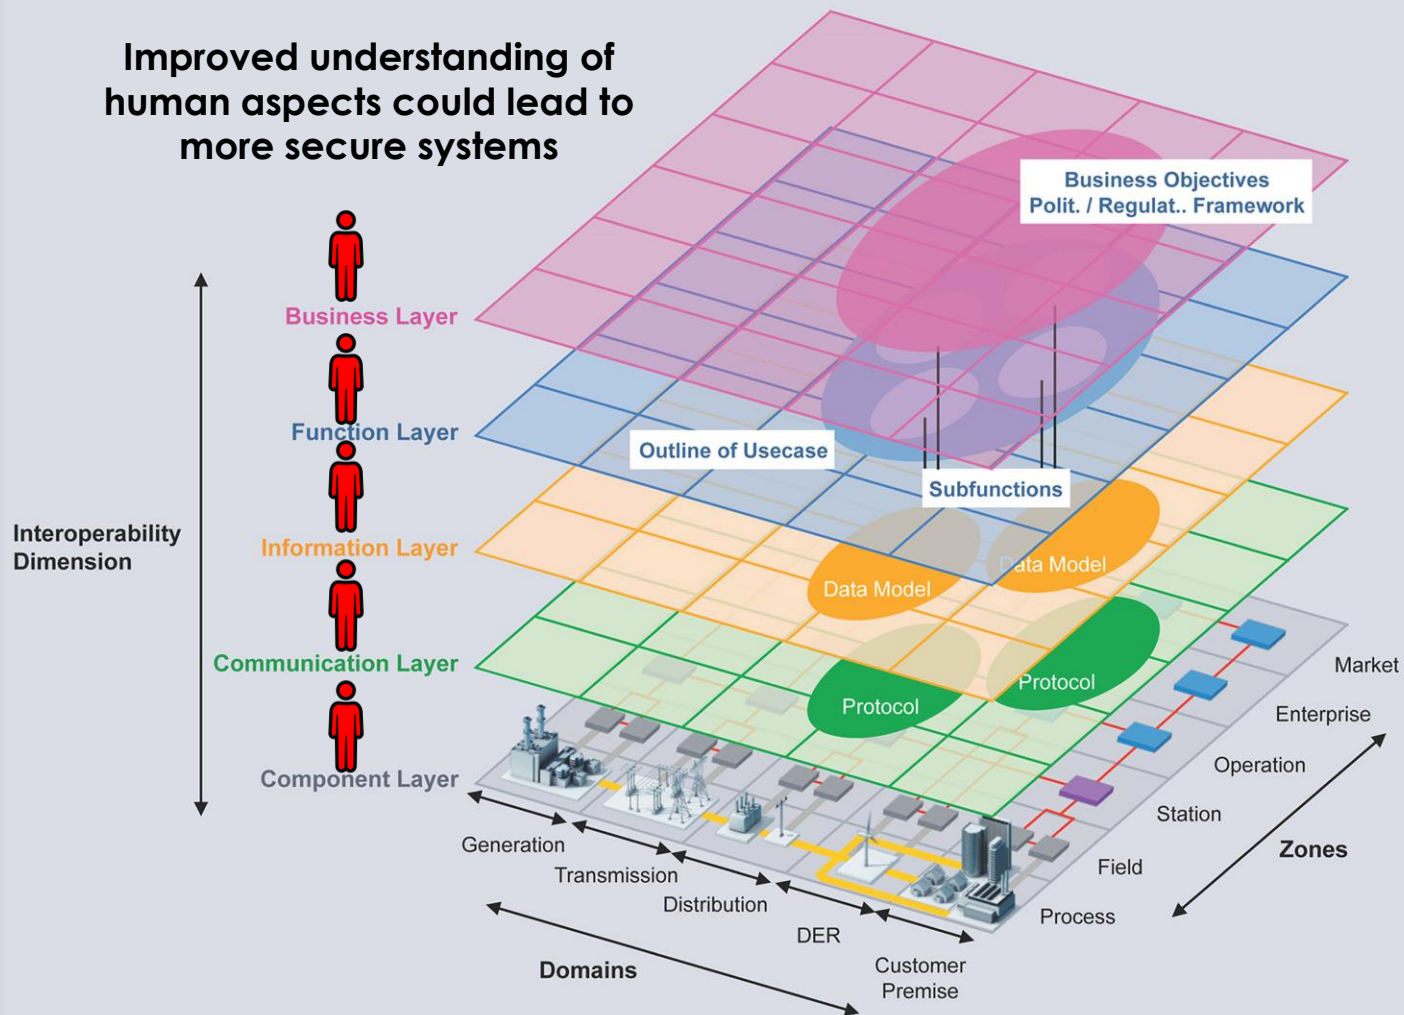 Improved understanding of
human aspects could lead to
more secure systems
Business Objectives
Polit. / Regulat.. Framework
Business Layer
Function Layer
Outline of Usecase
Subfunctions
Interoperability
Dimension
Information Layer
Data Model
Data Model
Communication Layer
Protocol
Protocol
Component Layer
Market
Enterprise
Operation
Station
Field
Process
Zones
Generation
Transmission
Distribution
DER
Customer
Premise
Domains